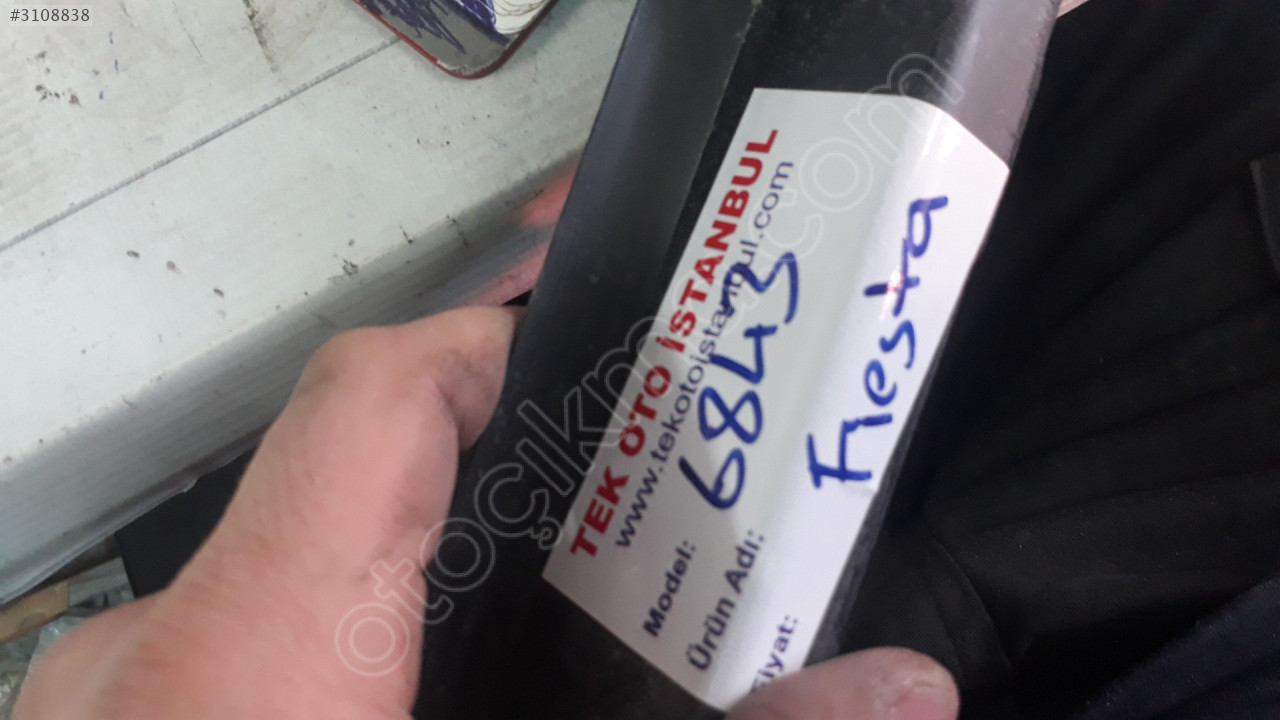 #3108838
TEK OTO İSTANBUL
www.tekotoistanbul.com
Model: 6843
Ürün Adı: Fiesta
Fiyat:
otoçıkma.com